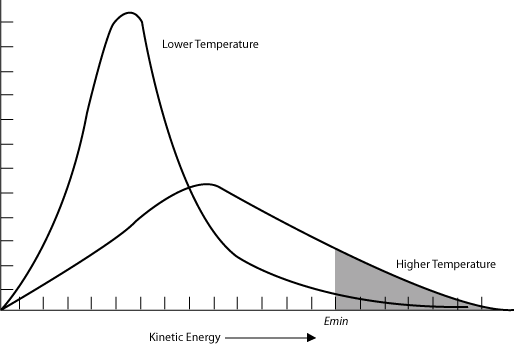 Lower Temperature
Higher Temperature
Emin
Kinetic Energy